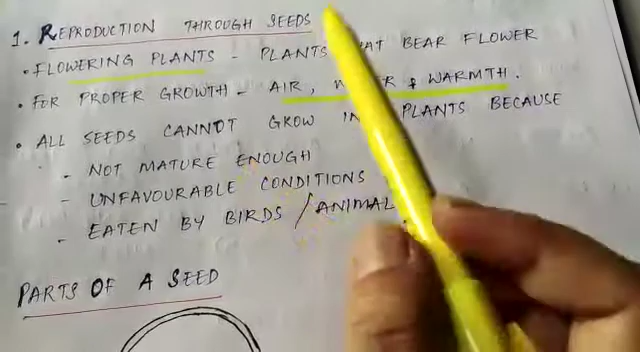 1. REPRODUCTION THROUGH SEEDS
• FLOWERING PLANTS - PLANTS AT BEAR FLOWER
• FOR PROPER GROWTH - AIR, W ER & WARMTH.
• ALL SEEDS CANNOT GROW IN PLANTS BECAUSE
- NOT MATURE ENOUGH
- UNFAVOURABLE CONDITIONS
- EATEN BY BIRDS / ANIMAL
PARTS OF A SEED